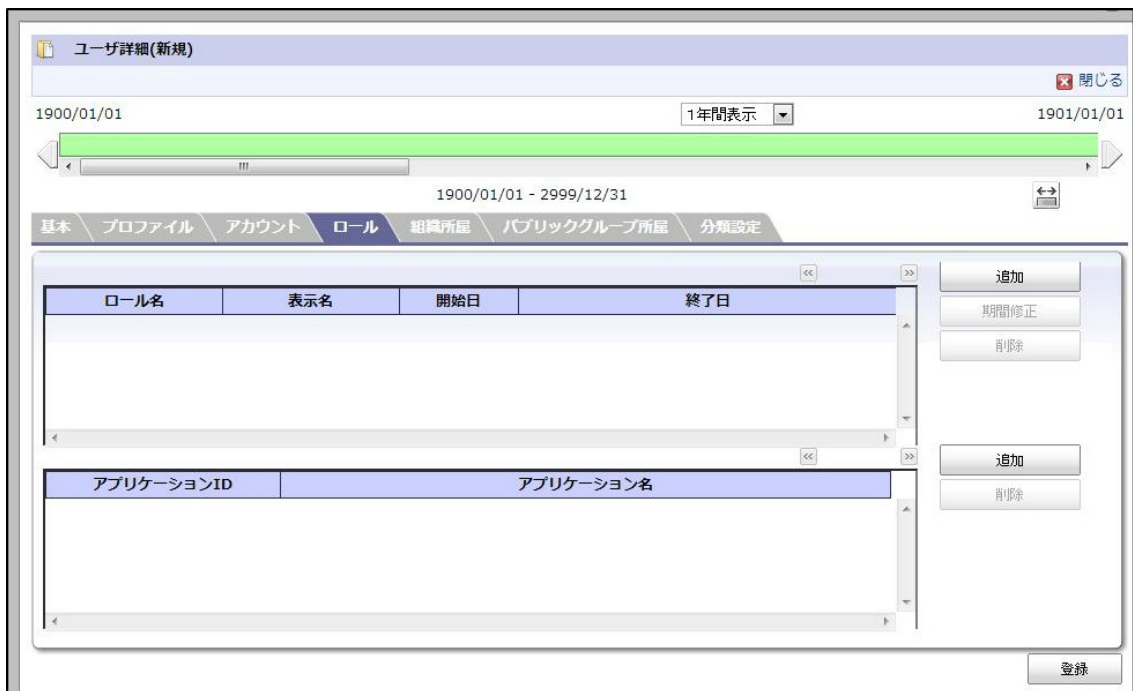 ユーザ詳細(新規)
閉じる
1900/01/01 1年間表示 1901/01/01
1900/01/01 - 2999/12/31
基本 プロファイル アカウント ロール 組織所属 パブリックグループ所属 分類設定
追加
ロール名 表示名 開始日 終了日
期間修正
削除
追加
アプリケーションID アプリケーション名
削除
登録